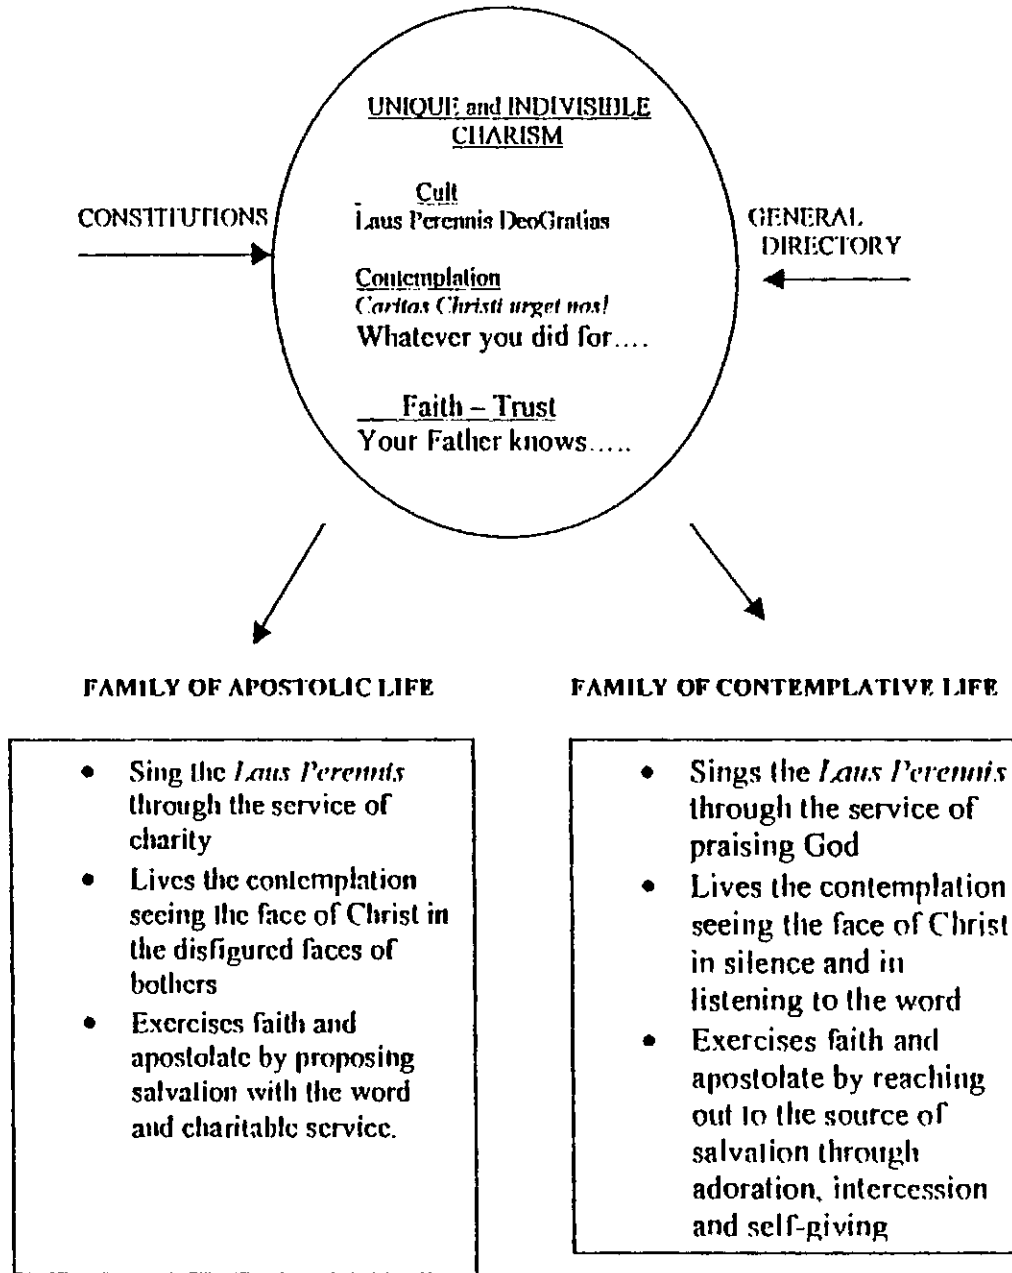 UNIQUE and INDIVISIBLE
CHARISM
Cult
Laus Perennis DeoGratias
Contemplation
Caritas Christi urget nos!
Whatever you did for....
Faith – Trust
Your Father knows.....
CONSTITUTIONS
GENERAL
DIRECTORY
FAMILY OF APOSTOLIC LIFE
• Sing the Laus Perennis
through the service of
charity
• Lives the contemplation
seeing the face of Christ in
the disfigured faces of
bothers
• Exercises faith and
apostolate by proposing
salvation with the word
and charitable service.
FAMILY OF CONTEMPLATIVE LIFE
• Sings the Laus Perennis
through the service of
praising God
• Lives the contemplation
seeing the face of Christ
in silence and in
listening to the word
• Exercises faith and
apostolate by reaching
out to the source of
salvation through
adoration, intercession
and self-giving